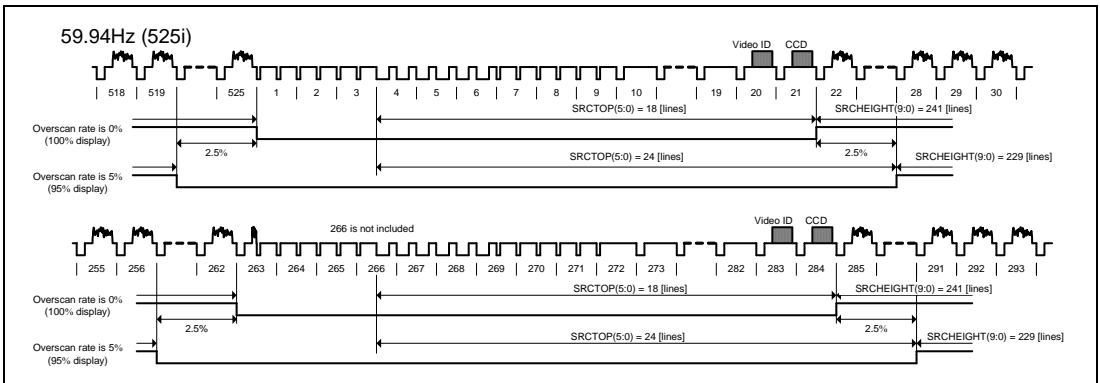 59.94Hz (525i)
Video ID CCD
518 519 525 1 2 3 4 5 6 7 8 9 10 19 20 21 22 28 29 30
SRCTOP(5:0) = 18 [lines] SRCHEIGHT(9:0) = 241 [lines]
Overscan rate is 0%
(100% display)
2.5% 2.5%
SRCTOP(5:0) = 24 [lines] SRCHEIGHT(9:0) = 229 [lines]
Overscan rate is 5%
(95% display)
266 is not included
Video ID CCD
255 256 262 263 264 265 266 267 268 269 270 271 272 273 282 283 284 285 291 292 293
SRCTOP(5:0) = 18 [lines] SRCHEIGHT(9:0) = 241 [lines]
Overscan rate is 0%
(100% display)
2.5% 2.5%
SRCTOP(5:0) = 24 [lines] SRCHEIGHT(9:0) = 229 [lines]
Overscan rate is 5%
(95% display)